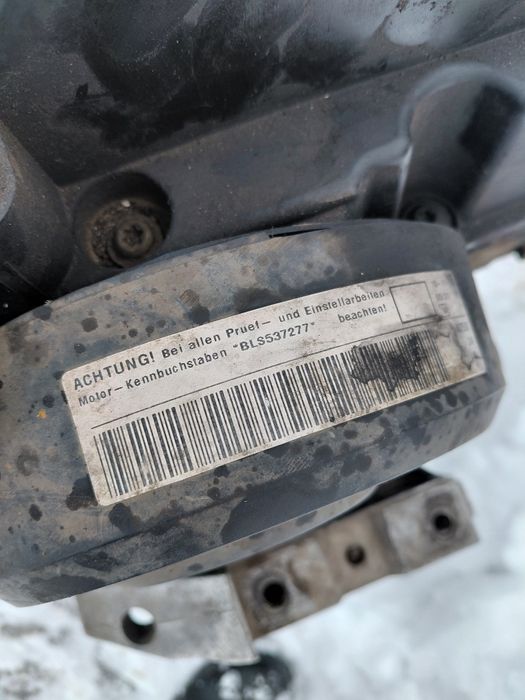 ACHTUNG! Bei allen Pruef- und Einstellarbeiten
Motor-Kennbuchstaben "BLS537277" beachten!